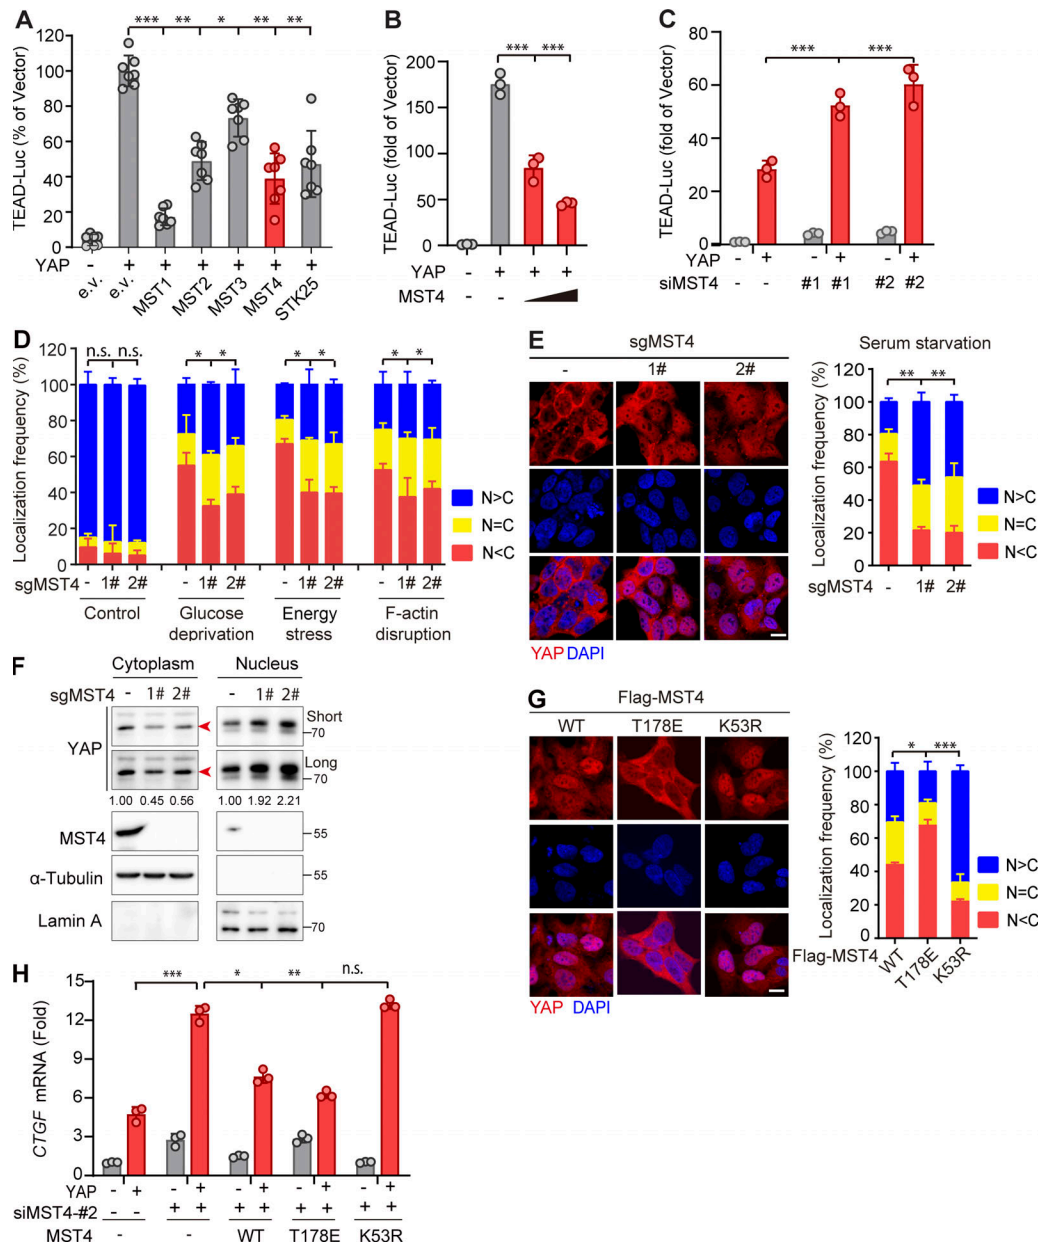 A
TEAD-Luc (% of Vector)
*** ** * ** **
120
100
80
60
40
20
0
YAP - + + + + + +
e.v. e.v. MST1 MST2 MST3 MST4 STK25
B
TEAD-Luc (fold of Vector)
*** ***
200
150
100
50
0
YAP - + + +
MST4 - -
C
TEAD-Luc (fold of Vector)
*** ***
80
60
40
20
0
YAP - + - + - +
siMST4 - - #1 #1 #2 #2
D
Localization frequency (%)
n.s. n.s. * * * * * *
120
100
80
60
40
20
0
N>C
N=C
N<C
sgMST4 - 1# 2# - 1# 2# - 1# 2# - 1# 2#
Control Glucose Energy F-actin
deprivation stress disruption
E
sgMST4
- 1# 2#
YAP DAPI
Serum starvation
Localization frequency (%)
** **
120
100
80
60
40
20
0
N>C
N=C
N<C
sgMST4 - 1# 2#
F
Cytoplasm Nucleus
sgMST4 - 1# 2# - 1# 2#
YAP
Short
70
Long
70
1.00 0.45 0.56 1.00 1.92 2.21
MST4 55
α-Tubulin 55
Lamin A 70
G
Flag-MST4
WT T178E K53R
YAP DAPI
Localization frequency (%)
* ***
120
100
80
60
40
20
0
N>C
N=C
N<C
Flag-MST4 WT T178E K53R
H
CTGF mRNA (Fold)
*** * ** n.s.
15
12
9
6
3
0
YAP - + - + - + - + - +
siMST4-#2 - - + + + + + + + +
MST4 - - WT T178E K53R